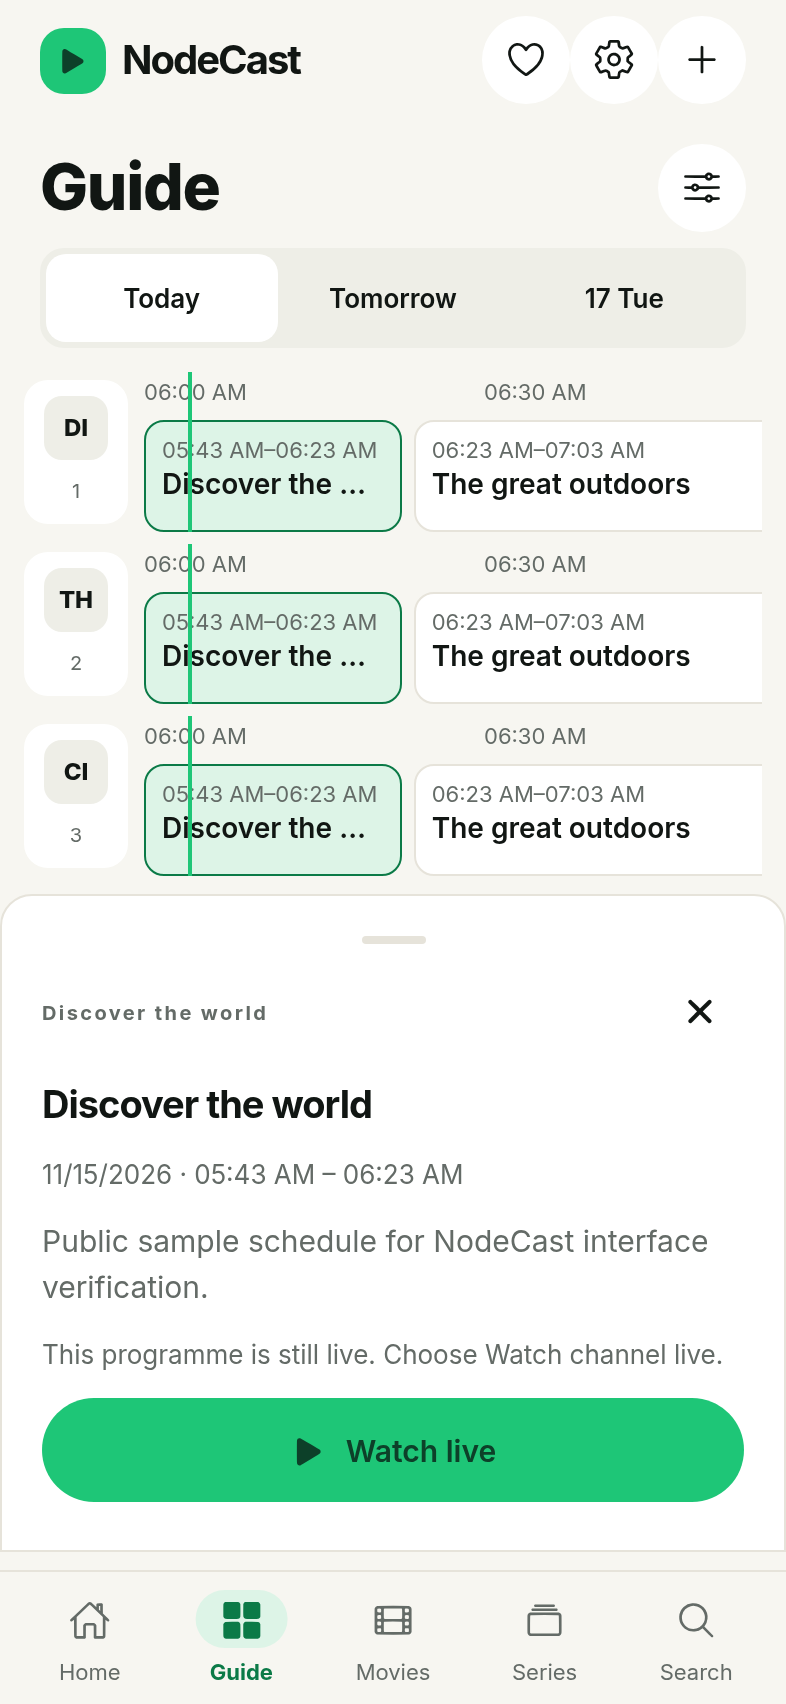 NodeCast
Guide
Today
Tomorrow
17 Tue
DI
1
06:00 AM
06:30 AM
05:43 AM–06:23 AM
Discover the ...
06:23 AM–07:03 AM
The great outdoors
TH
2
06:00 AM
06:30 AM
05:43 AM–06:23 AM
Discover the ...
06:23 AM–07:03 AM
The great outdoors
CI
3
06:00 AM
06:30 AM
05:43 AM–06:23 AM
Discover the ...
06:23 AM–07:03 AM
The great outdoors
Discover the world
Discover the world
11/15/2026 · 05:43 AM – 06:23 AM
Public sample schedule for NodeCast interface
verification.
This programme is still live. Choose Watch channel live.
Watch live
Home
Guide
Movies
Series
Search